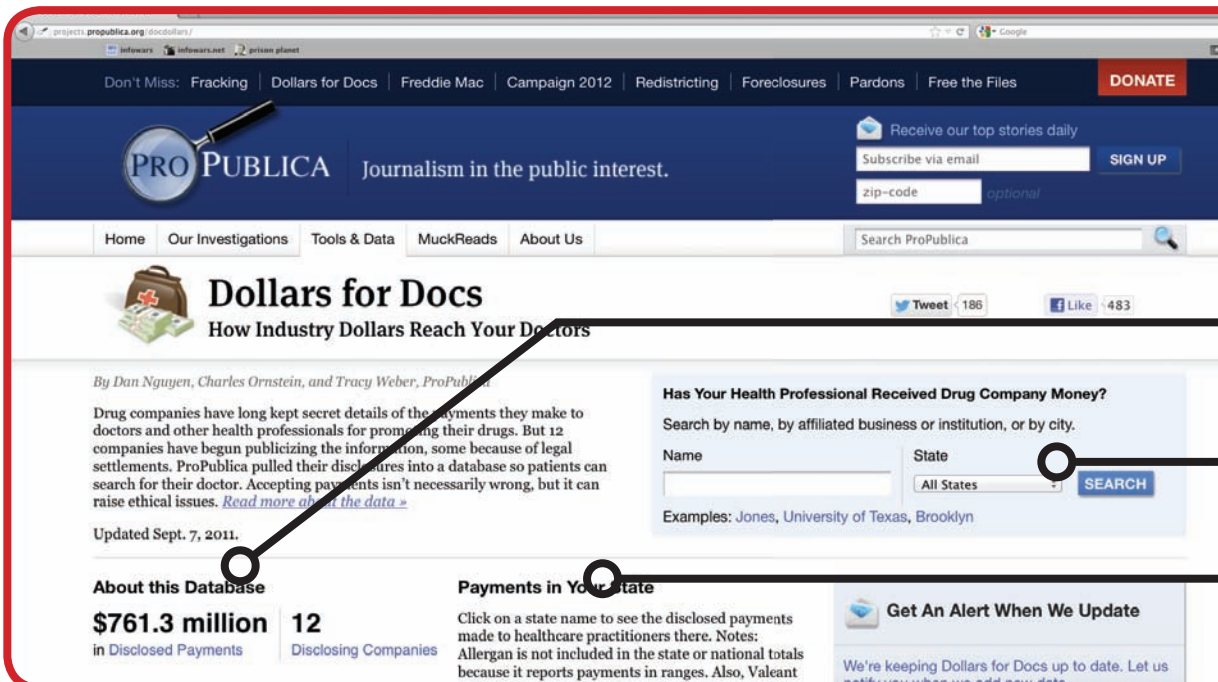 projects.propublica.org/docdollars/
Google
infowars infowars.net prison planet
Don't Miss: Fracking Dollars for Docs Freddie Mac Campaign 2012 Redistricting Foreclosures Pardons Free the Files DONATE
PRO PUBLICA Journalism in the public interest.
Receive our top stories daily
Subscribe via email SIGN UP
zip-code optional
Home Our Investigations Tools & Data MuckReads About Us
Search ProPublica
Dollars for Docs
How Industry Dollars Reach Your Doctors
Tweet 186 Like 483
By Dan Nguyen, Charles Ornstein, and Tracy Weber, ProPublica
Drug companies have long kept secret details of the payments they make to
doctors and other health professionals for promoting their drugs. But 12
companies have begun publicizing the information, some because of legal
settlements. ProPublica pulled their disclosures into a database so patients can
search for their doctor. Accepting payments isn't necessarily wrong, but it can
raise ethical issues. Read more about the data »
Updated Sept. 7, 2011.
Has Your Health Professional Received Drug Company Money?
Search by name, by affiliated business or institution, or by city.
Name State
All States SEARCH
Examples: Jones, University of Texas, Brooklyn
About this Database
$761.3 million
in Disclosed Payments
12
Disclosing Companies
Payments in Your State
Click on a state name to see the disclosed payments
made to healthcare practitioners there. Notes:
Allergan is not included in the state or national totals
because it reports payments in ranges. Also, Valeant
Get An Alert When We Update
We're keeping Dollars for Docs up to date. Let us
notify you when we add new data